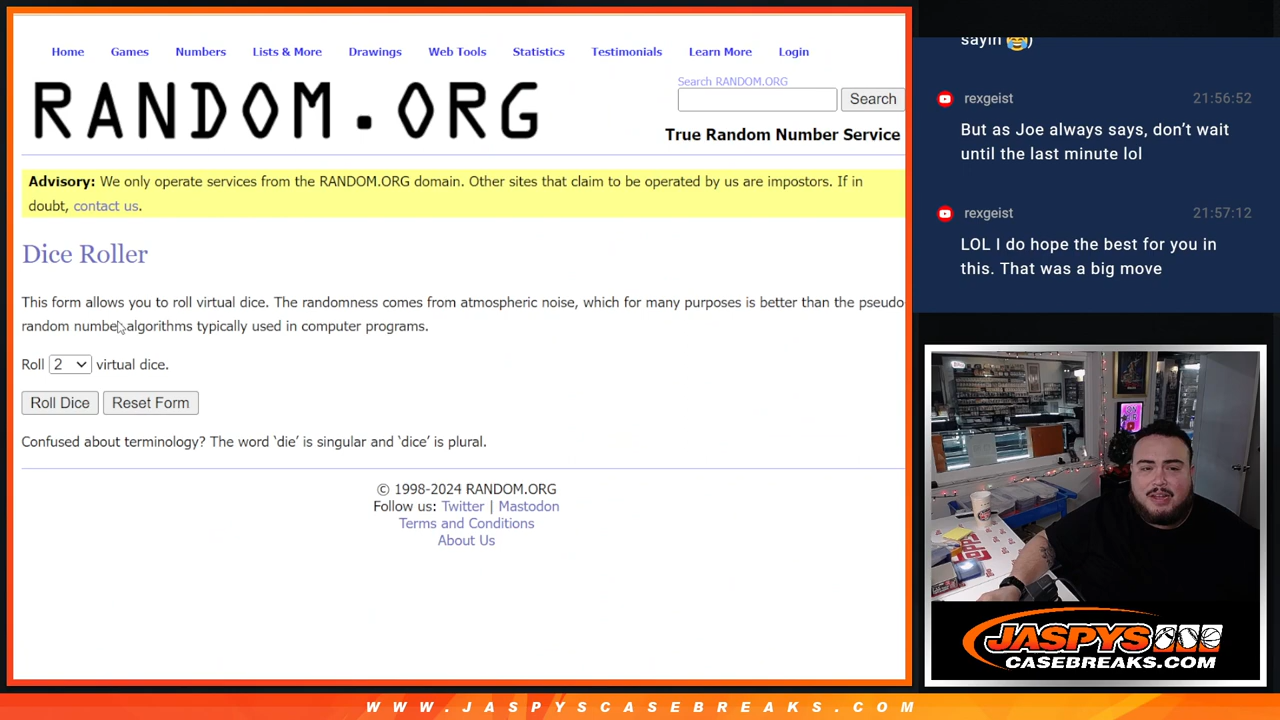 Home Games Numbers Lists & More Drawings Web Tools Statistics Testimonials Learn More Login
RANDOM.ORG
Search RANDOM.ORG
Search
True Random Number Service
Advisory: We only operate services from the RANDOM.ORG domain. Other sites that claim to be operated by us are impostors. If in
doubt, contact us.
Dice Roller
This form allows you to roll virtual dice. The randomness comes from atmospheric noise, which for many purposes is better than the pseudo
random number algorithms typically used in computer programs.
Roll 2 virtual dice.
Roll Dice Reset Form
Confused about terminology? The word ‘die’ is singular and ‘dice’ is plural.
© 1998-2024 RANDOM.ORG
Follow us: Twitter | Mastodon
Terms and Conditions
About Us
sayin 😂)
rexgeist 21:56:52
But as Joe always says, don’t wait
until the last minute lol
rexgeist 21:57:12
LOL I do hope the best for you in
this. That was a big move
JASPYS
CASEBREAKS.COM
WWW.JASPYSCASEBREAKS.COM